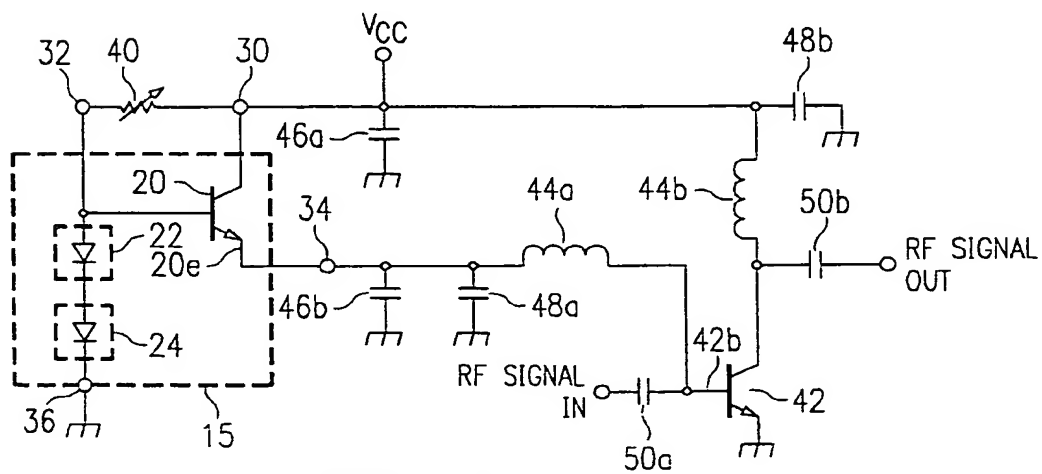 V_CC
48b
32
40
30
46a
20
44a
44b
22
34
50b
20e
RF SIGNAL
OUT
46b
48a
24
42b
RF SIGNAL
IN
42
36
15
50a